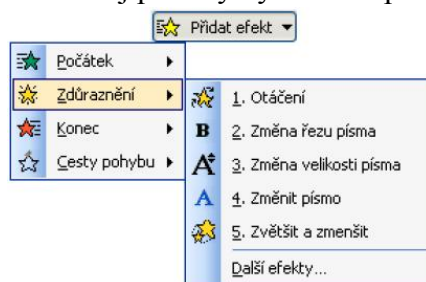 Přidat efekt
Počátek
Zdůraznění
Konec
Cesty pohybu
1. Otáčení
2. Změna řezu písma
3. Změna velikosti písma
4. Změnit písmo
5. Zvětšit a zmenšit
Další efekty...